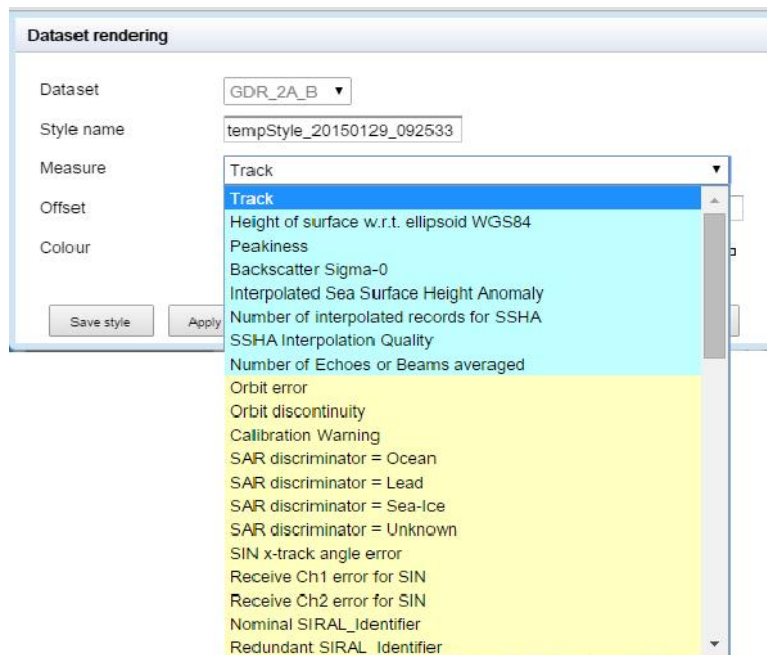 Dataset rendering
Dataset
GDR_2A_B
Style name
tempStyle_20150129_092533
Measure
Track
Offset
Colour
Save style
Apply
Track
Height of surface w.r.t. ellipsoid WGS84
Peakiness
Backscatter Sigma-0
Interpolated Sea Surface Height Anomaly
Number of interpolated records for SSHA
SSHA Interpolation Quality
Number of Echoes or Beams averaged
Orbit error
Orbit discontinuity
Calibration Warning
SAR discriminator = Ocean
SAR discriminator = Lead
SAR discriminator = Sea-Ice
SAR discriminator = Unknown
SIN x-track angle error
Receive Ch1 error for SIN
Receive Ch2 error for SIN
Nominal SIRAL_Identifier
Redundant SIRAL_Identifier